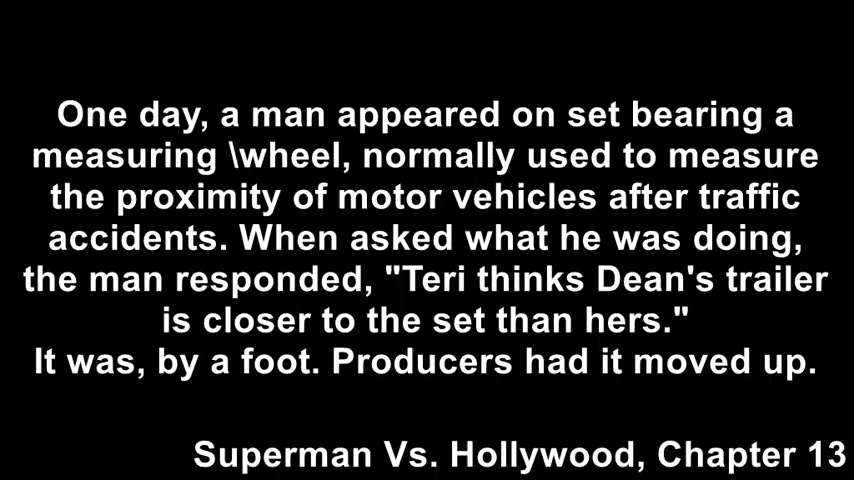 One day, a man appeared on set bearing a
measuring \wheel, normally used to measure
the proximity of motor vehicles after traffic
accidents. When asked what he was doing,
the man responded, "Teri thinks Dean's trailer
is closer to the set than hers."
It was, by a foot. Producers had it moved up.
Superman Vs. Hollywood, Chapter 13